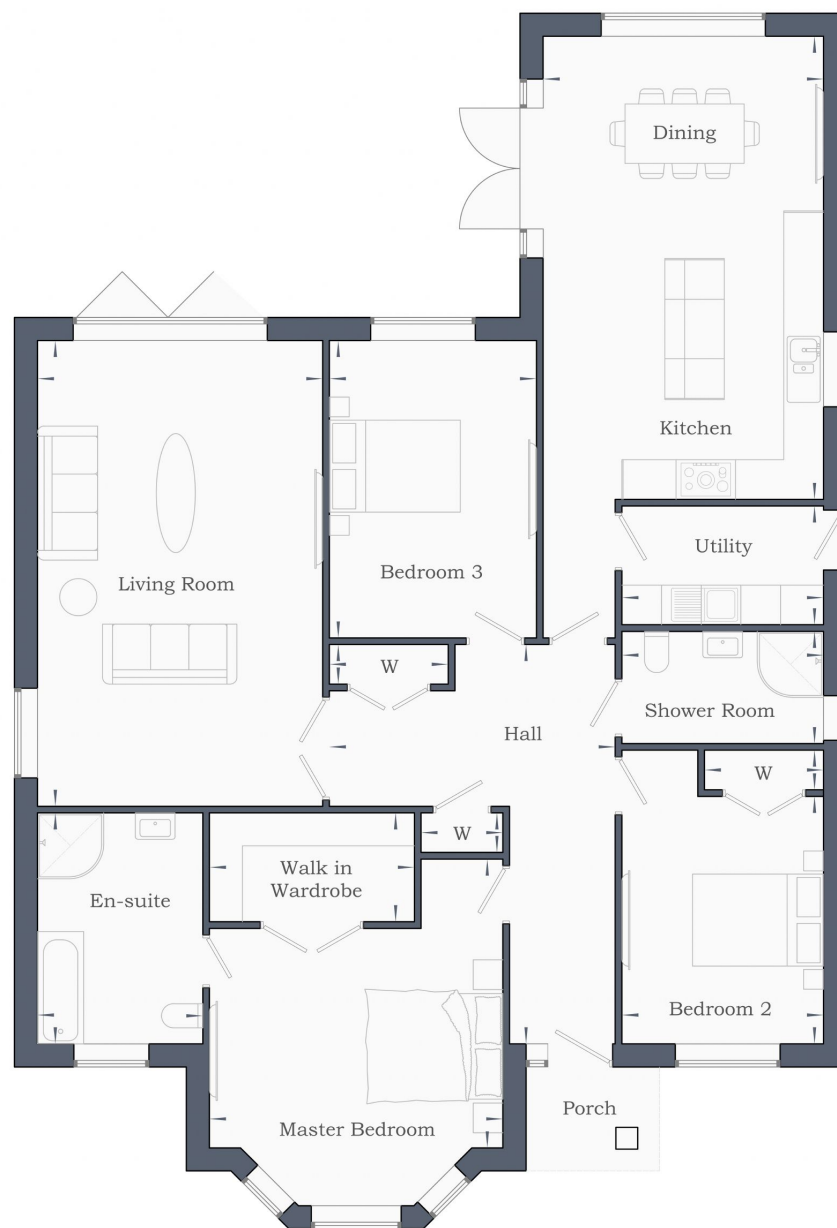 Dining
Kitchen
Utility
Living Room
Bedroom 3
W
Shower Room
Hall
W
W
Walk in
Wardrobe
En-suite
Bedroom 2
Porch
Master Bedroom